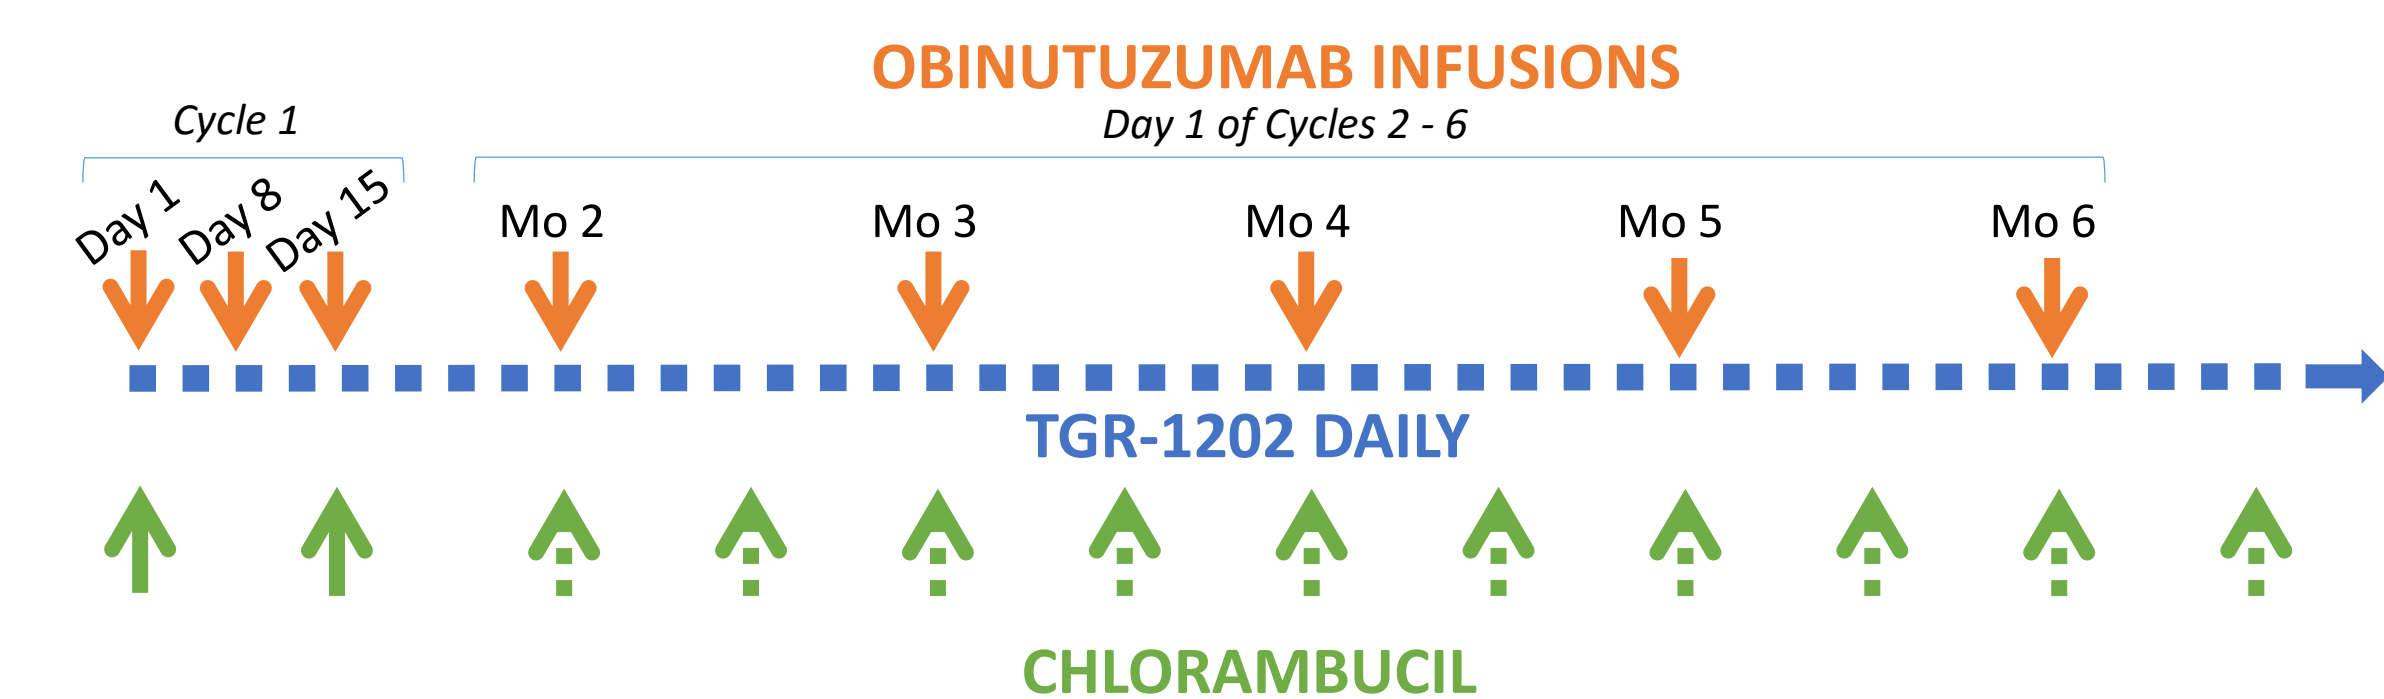 OBINUTUZUMAB INFUSIONS
Cycle 1
Day 1 of Cycles 2 - 6
Day 1
Day 8
Day 15
Mo 2
Mo 3
Mo 4
Mo 5
Mo 6
TGR-1202 DAILY
CHLORAMBUCIL